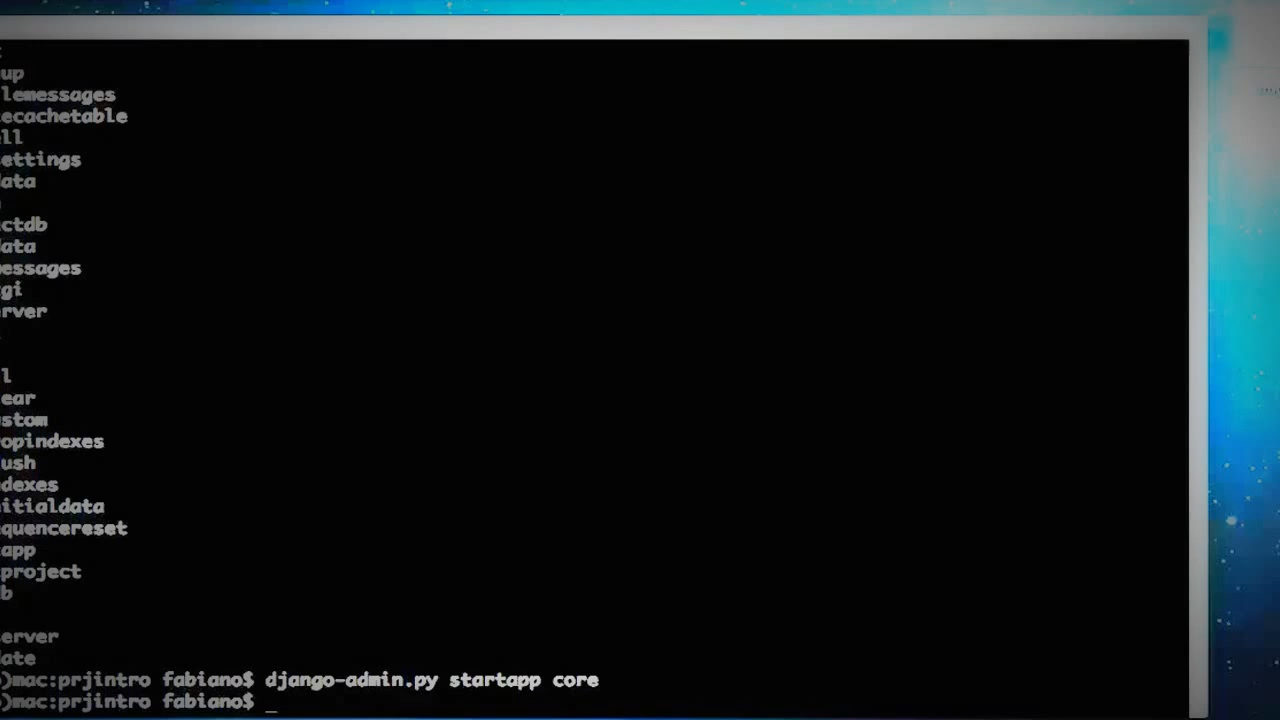 up
lemessages
ecachetable
ll
ettings
ata
ctdb
ata
essages
gi
rver
l
ear
stom
opindexes
ush
dexes
itialdata
quencereset
app
project
b
erver
ate
)mac:prjintro fabiano$ django-admin.py startapp core
)mac:prjintro fabiano$ _